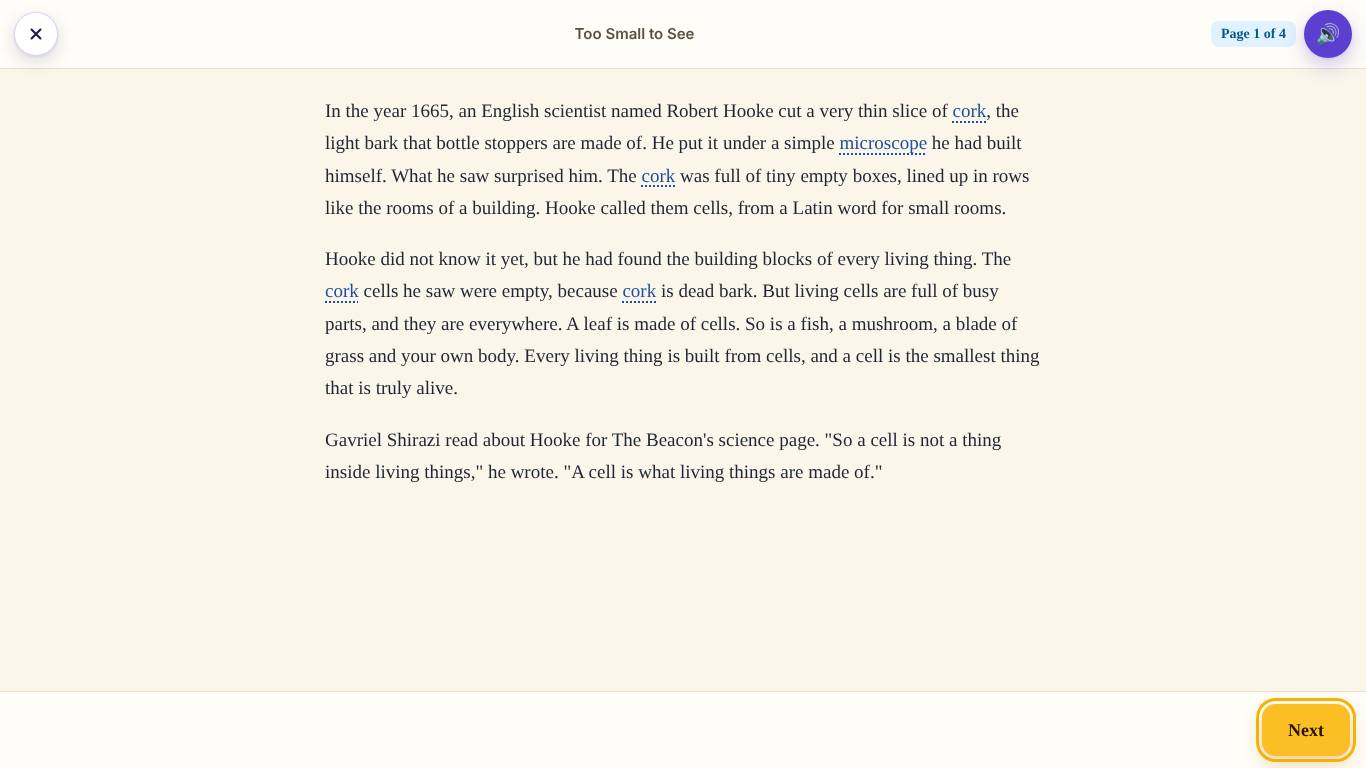 Too Small to See
Page 1 of 4
In the year 1665, an English scientist named Robert Hooke cut a very thin slice of cork, the
light bark that bottle stoppers are made of. He put it under a simple microscope he had built
himself. What he saw surprised him. The cork was full of tiny empty boxes, lined up in rows
like the rooms of a building. Hooke called them cells, from a Latin word for small rooms.
Hooke did not know it yet, but he had found the building blocks of every living thing. The
cork cells he saw were empty, because cork is dead bark. But living cells are full of busy
parts, and they are everywhere. A leaf is made of cells. So is a fish, a mushroom, a blade of
grass and your own body. Every living thing is built from cells, and a cell is the smallest thing
that is truly alive.
Gavriel Shirazi read about Hooke for The Beacon's science page. "So a cell is not a thing
inside living things," he wrote. "A cell is what living things are made of."
Next